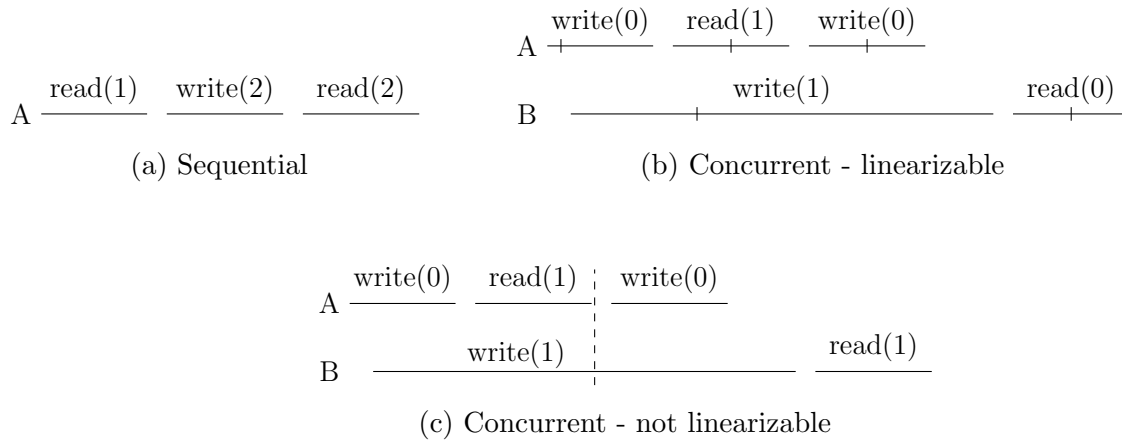 write(0) read(1) write(0)
A
read(1) write(2) read(2)
A
write(1) read(0)
B
(a) Sequential
(b) Concurrent - linearizable
write(0) read(1) write(0)
A
write(1) read(1)
B
(c) Concurrent - not linearizable